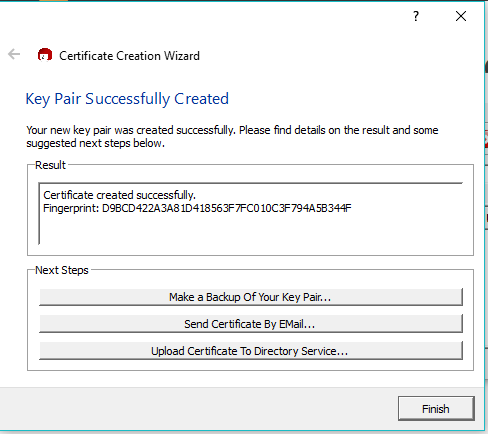 ?
Certificate Creation Wizard
Key Pair Successfully Created
Your new key pair was created successfully. Please find details on the result and some
suggested next steps below.
Result
Certificate created successfully.
Fingerprint: D9BCD422A3A81D418563F7FC010C3F794A5B344F
Next Steps
Make a Backup Of Your Key Pair...
Send Certificate By EMail...
Upload Certificate To Directory Service...
Finish